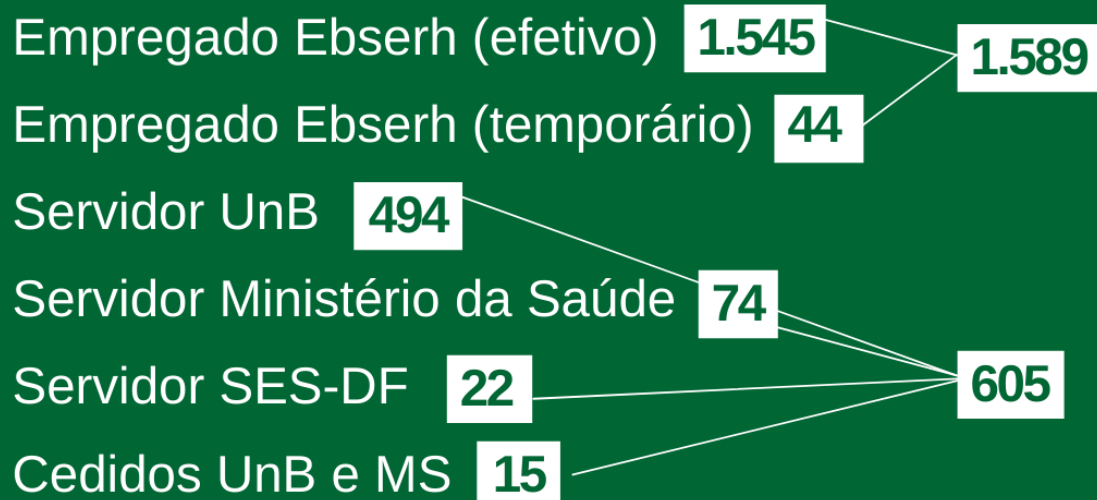 Empregado Ebserh (efetivo) 1.545 1.589
Empregado Ebserh (temporário) 44
Servidor UnB 494
Servidor Ministério da Saúde 74
Servidor SES-DF 22 605
Cedidos UnB e MS 15